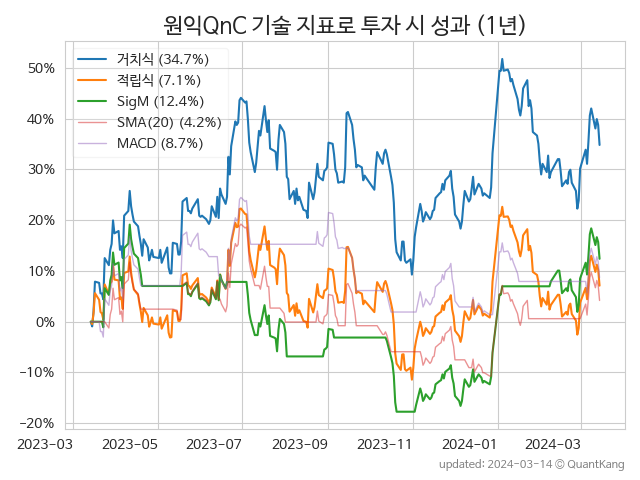 원익QnC 기술 지표로 투자 시 성과 (1년)
거치식 (34.7%)
적립식 (7.1%)
SigM (12.4%)
SMA(20) (4.2%)
MACD (8.7%)
50%
40%
30%
20%
10%
0%
−10%
−20%
2023-03 2023-05 2023-07 2023-09 2023-11 2024-01 2024-03
updated: 2024-03-14 © QuantKang